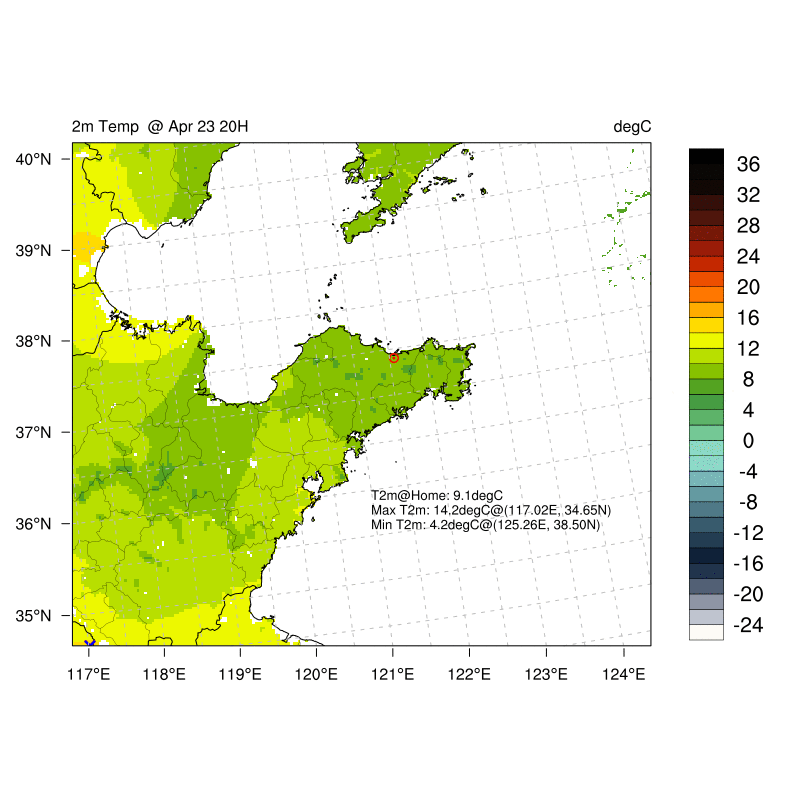 2m Temp @ Apr 23 20H degC
40°N
39°N
38°N
37°N
36°N
35°N
117°E 118°E 119°E 120°E 121°E 122°E 123°E 124°E
T2m@Home: 9.1degC
Max T2m: 14.2degC@(117.02E, 34.65N)
Min T2m: 4.2degC@(125.26E, 38.50N)
36
32
28
24
20
16
12
8
4
0
-4
-8
-12
-16
-20
-24